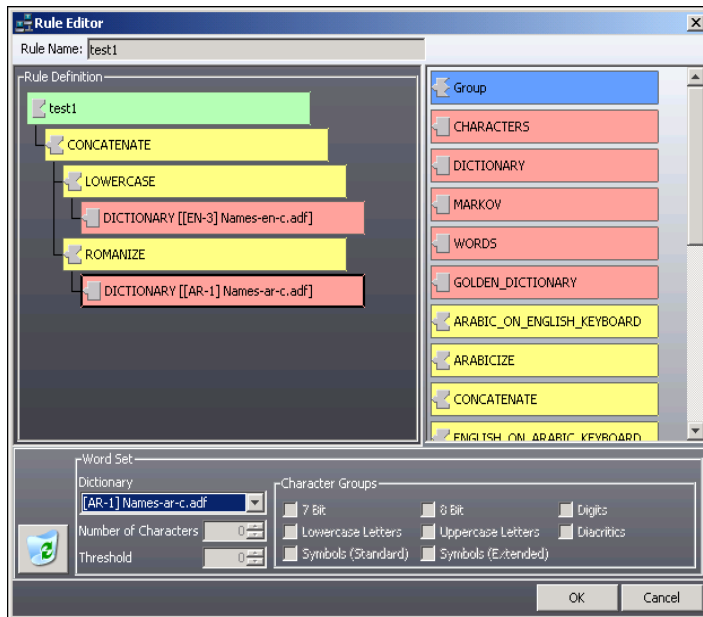 Rule Editor
Rule Name: test1
Rule Definition
test1
CONCATENATE
LOWERCASE
DICTIONARY [[EN-3] Names-en-c.adf]
ROMANIZE
DICTIONARY [[AR-1] Names-ar-c.adf]
Group
CHARACTERS
DICTIONARY
MARKOV
WORDS
GOLDEN_DICTIONARY
ARABIC_ON_ENGLISH_KEYBOARD
ARABICIZE
CONCATENATE
ENGLISH_ON_ARABIC_KEYBOARD
Word Set
Dictionary
[AR-1] Names-ar-c.adf
Number of Characters 0
Threshold 0
Character Groups
7 Bit 8 Bit Digits
Lowercase Letters Uppercase Letters Diacritics
Symbols (Standard) Symbols (Extended)
OK Cancel